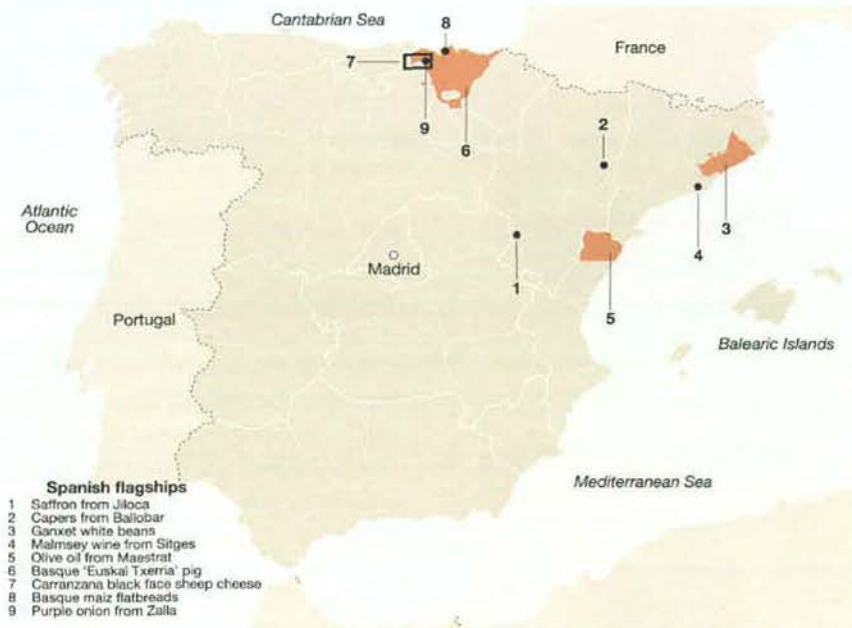 Cantabrian Sea
8
7
France
9
2
6
Atlantic
Ocean
4
3
Madrid
1
Portugal
5
Balearic Islands
Mediterranean Sea
Spanish flagships
1 Saffron from Jiloca
2 Capers from Ballobar
3 Ganxet white beans
4 Malmsey wine from Sitges
5 Olive oil from Maestrat
6 Basque 'Euskal Txerria' pig
7 Carranzana black face sheep cheese
8 Basque maiz flatbreads
9 Purple onion from Zalla